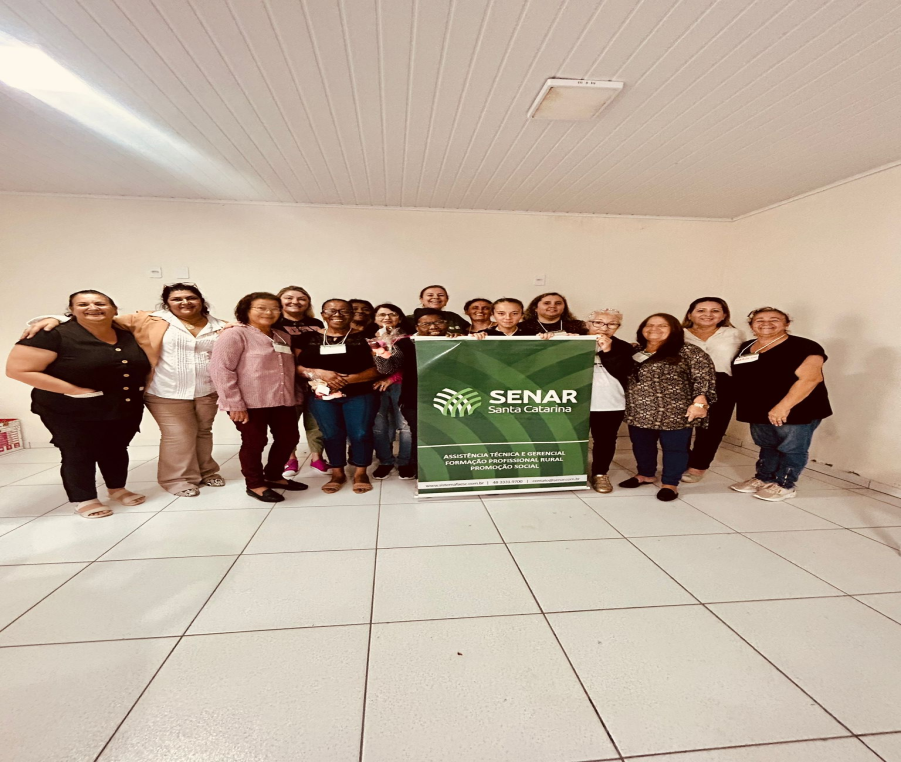 SENAR
Santa Catarina
ASSISTÊNCIA TÉCNICA E GERENCIAL
FORMAÇÃO PROFISSIONAL RURAL
PROMOÇÃO SOCIAL